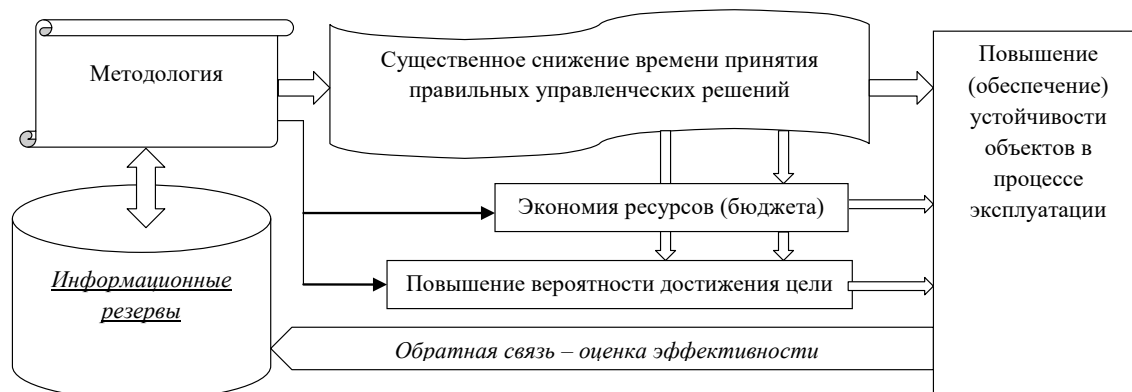 Методология
Существенное снижение времени принятия
правильных управленческих решений
Повышение
(обеспечение)
устойчивости
объектов в
процессе
эксплуатации
Экономия ресурсов (бюджета)
Информационные
резервы
Повышение вероятности достижения цели
Обратная связь – оценка эффективности